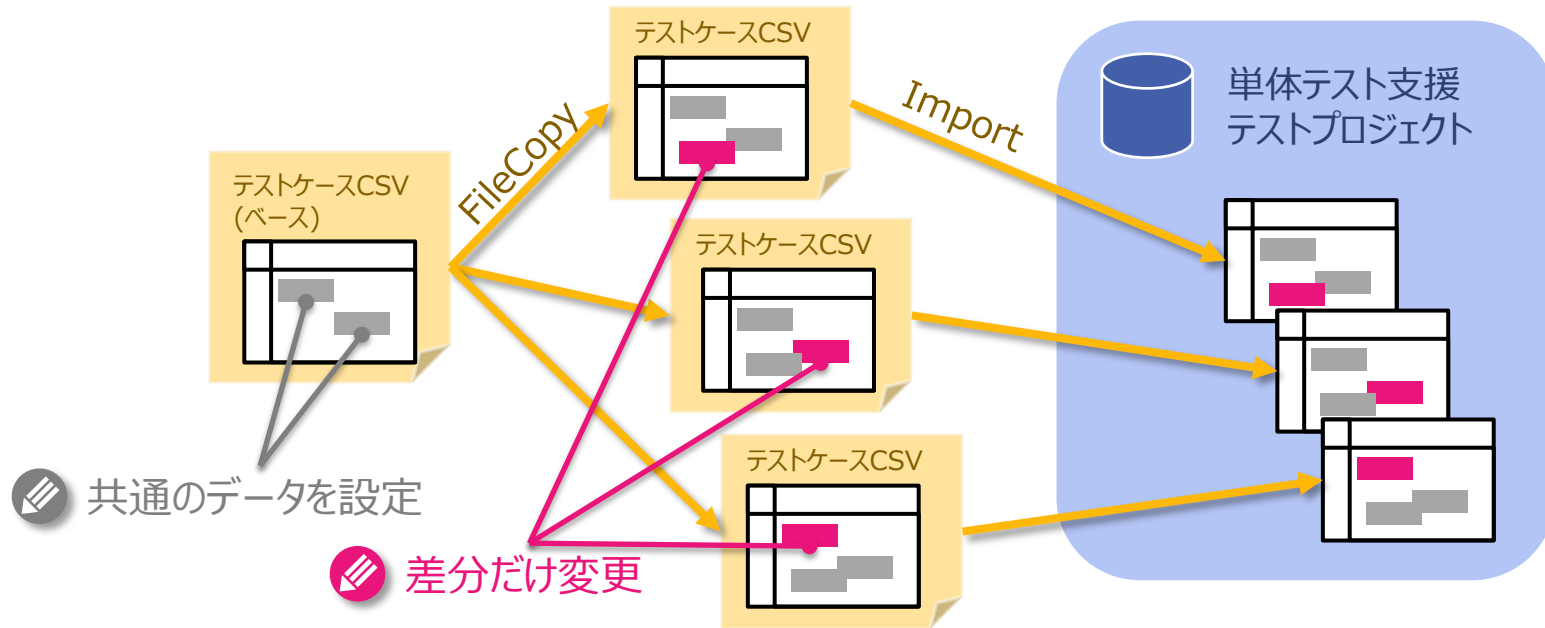 テストケースCSV
(ベース)
FileCopy
テストケースCSV
テストケースCSV
テストケースCSV
Import
単体テスト支援
テストプロジェクト
共通のデータを設定
差分だけ変更